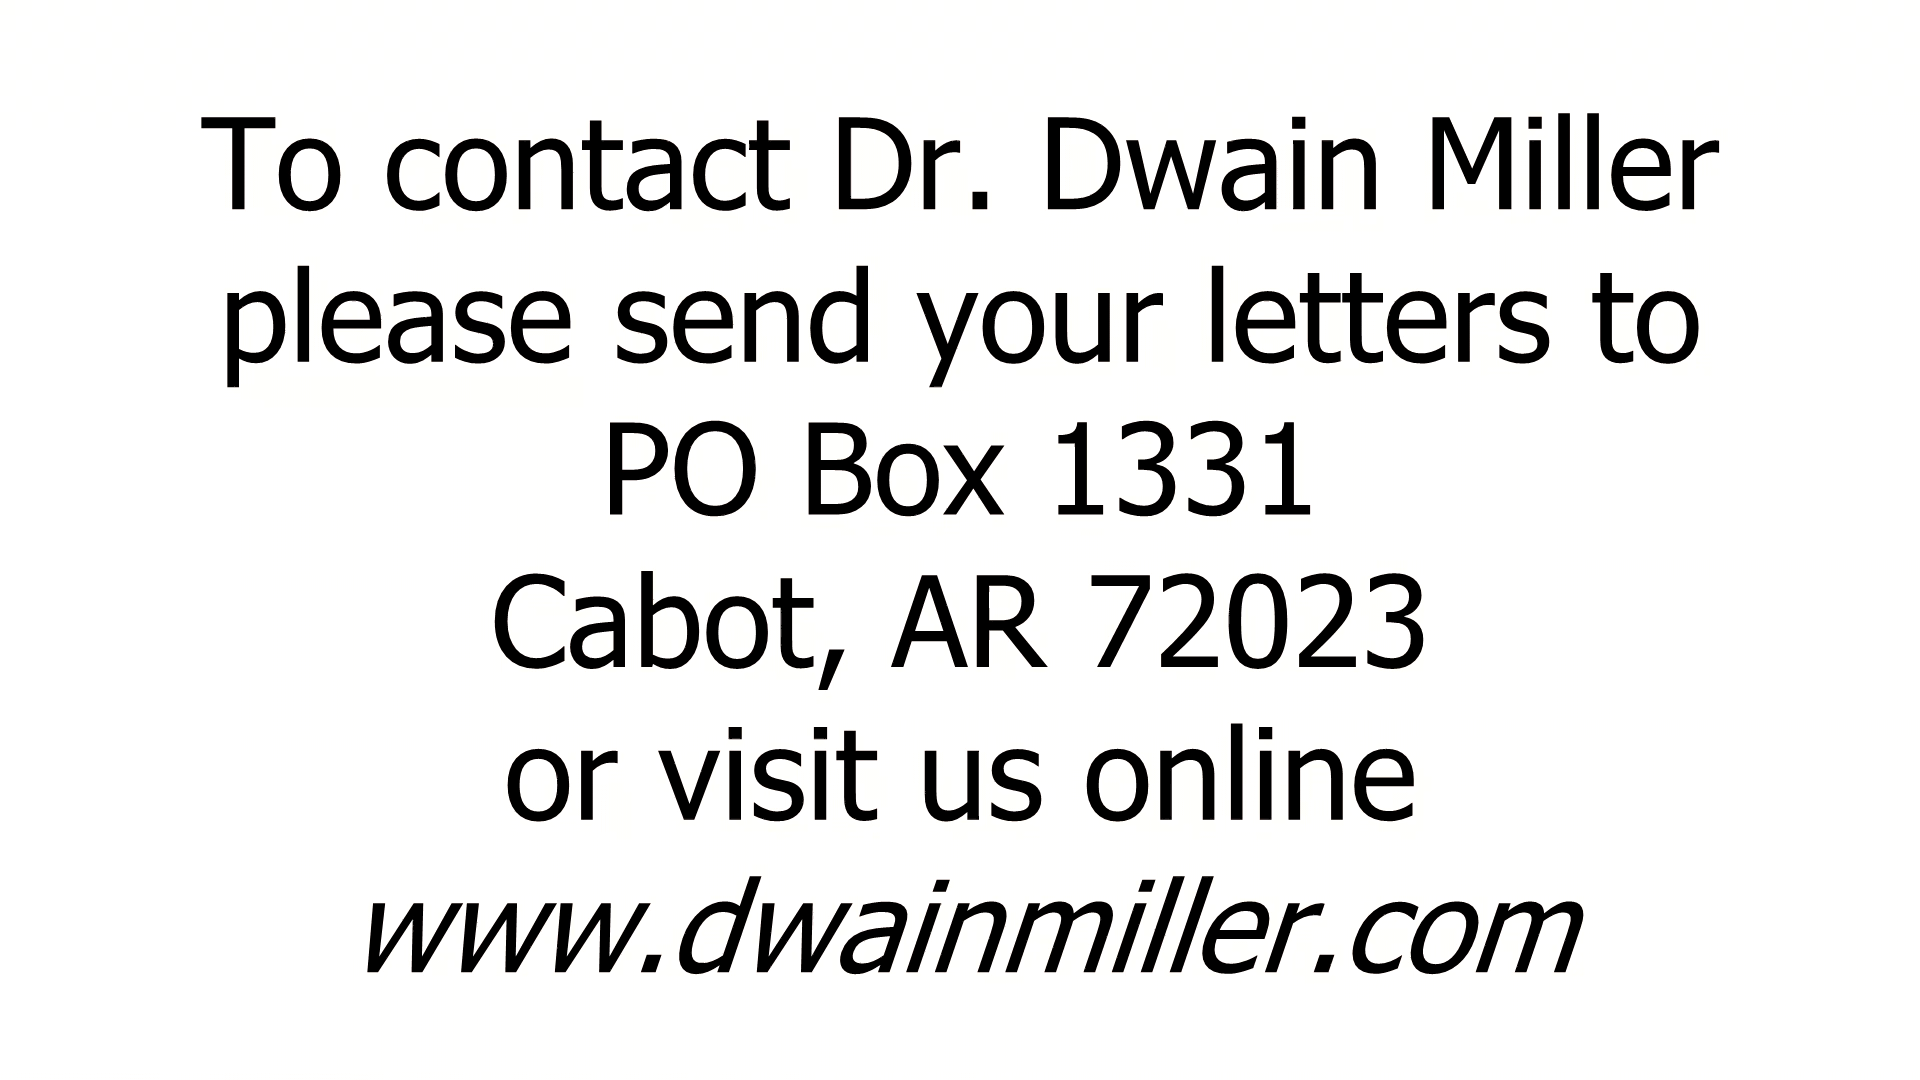 To contact Dr. Dwain Miller
please send your letters to
PO Box 1331
Cabot, AR 72023
or visit us online
www.dwainmiller.com